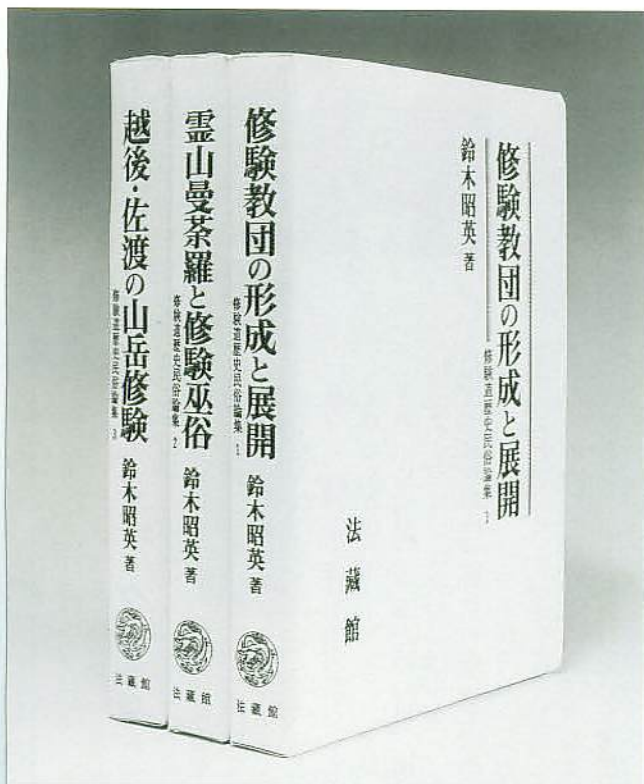 修験教団の形成と展開
修験道歴史民俗論集 1
鈴木昭英 著
法藏館
修験教団の形成と展開
修験道歴史民俗論集 1
鈴木昭英 著
法藏館
霊山曼荼羅と修験巫俗
修験道歴史民俗論集 2
鈴木昭英 著
法藏館
越後・佐渡の山岳修験
修験道歴史民俗論集 3
鈴木昭英 著
法藏館